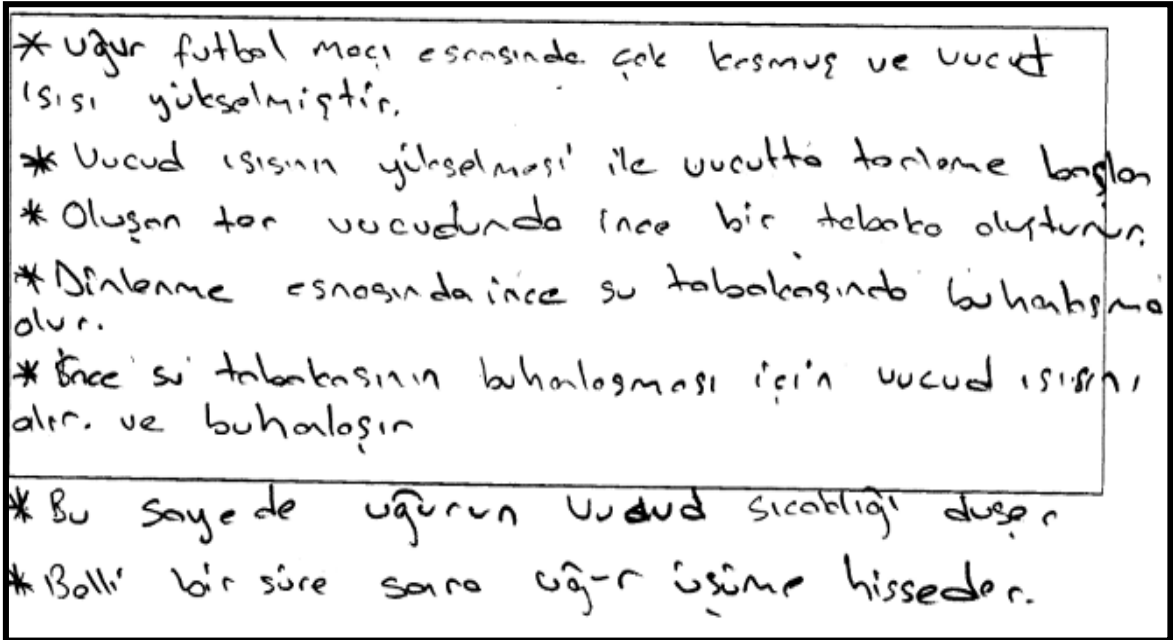 * uğur futbol maçı esnasında çok kosmuş ve vucut
ısısı yükselmiştir.
* Vucud ısısının yükselmesi ile vucutta terleme başlar
* Oluşan ter vucudunda ince bir tabaka oluşturur.
* Dinlenme esnasında ince su tabakasında buharlaşma
olur.
* İnce su tabakasının buharlaşması için vucud ısısını
alır. ve buharlaşır
* Bu sayede uğurun vucud sıcaklığı düşer
* Belli bir süre sonra uğur üşüme hisseder.